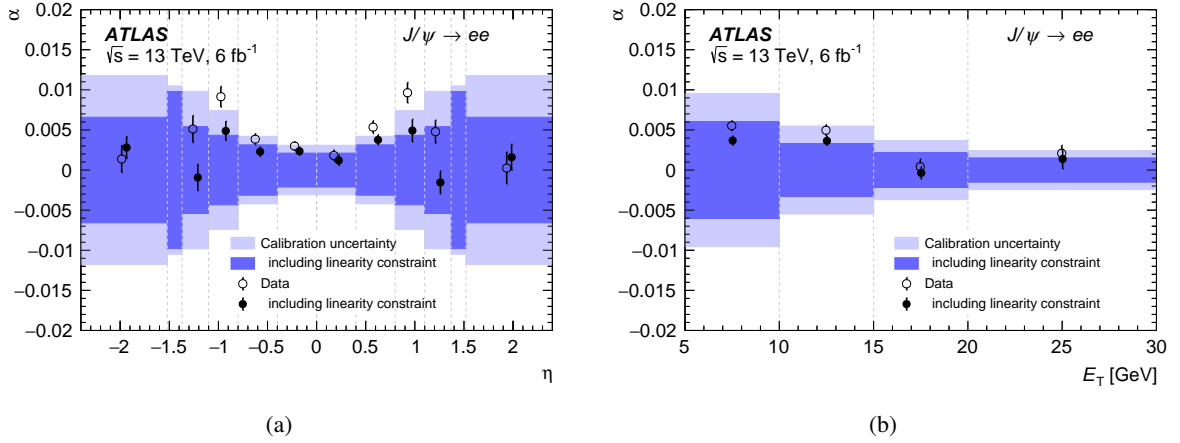 α
0.02
0.015
0.01
0.005
0
−0.005
−0.01
−0.015
−0.02
ATLAS
J/ψ → ee
√s = 13 TeV, 6 fb-1
Calibration uncertainty
including linearity constraint
Data
including linearity constraint
−2 −1.5 −1 −0.5 0 0.5 1 1.5 2
η
(a)
α
0.02
0.015
0.01
0.005
0
−0.005
−0.01
−0.015
−0.02
ATLAS
J/ψ → ee
√s = 13 TeV, 6 fb-1
Calibration uncertainty
including linearity constraint
Data
including linearity constraint
5 10 15 20 25 30
ET [GeV]
(b)